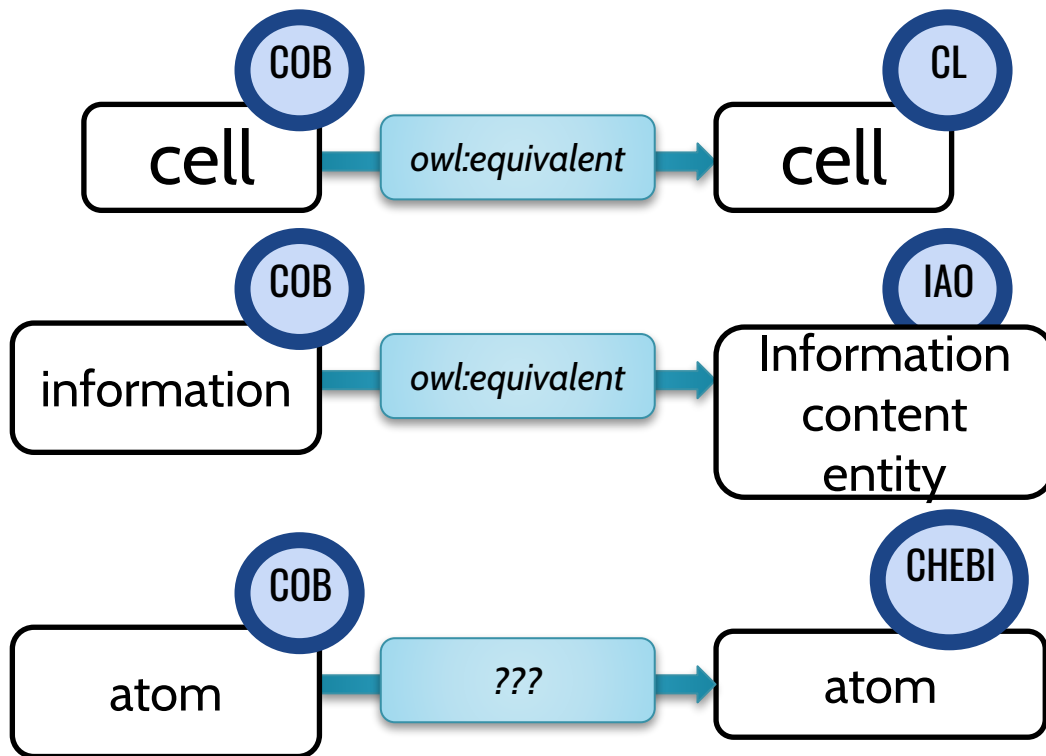 COB
CL
cell
owl:equivalent
cell
COB
IAO
information
owl:equivalent
Information
content
entity
COB
CHEBI
atom
???
atom